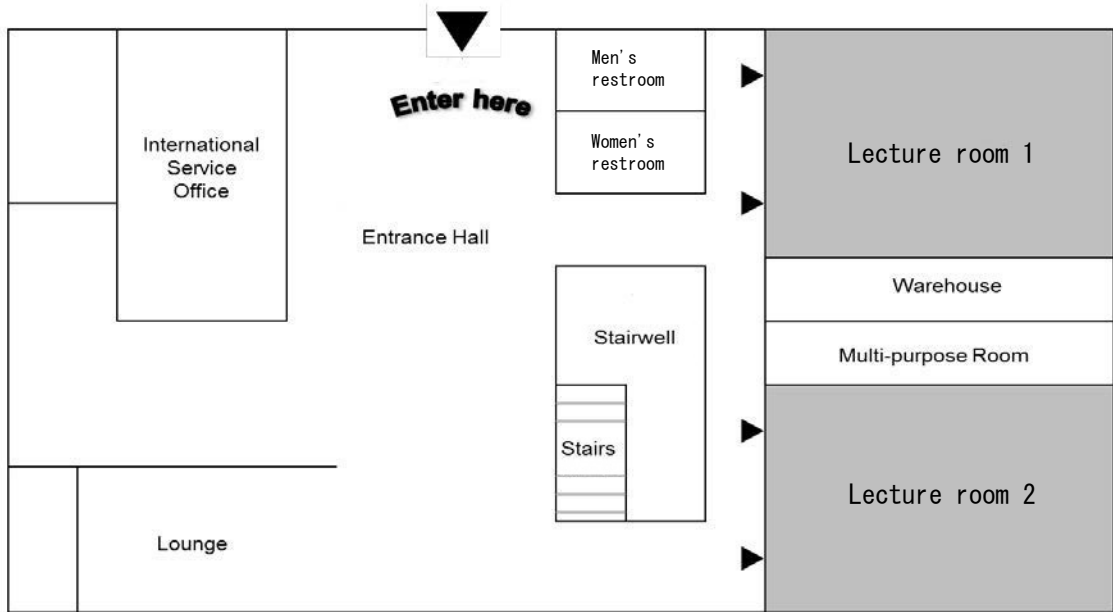 Enter here
International
Service
Office
Men's
restroom
Women's
restroom
Lecture room 1
Entrance Hall
Warehouse
Stairwell
Multi-purpose Room
Stairs
Lecture room 2
Lounge